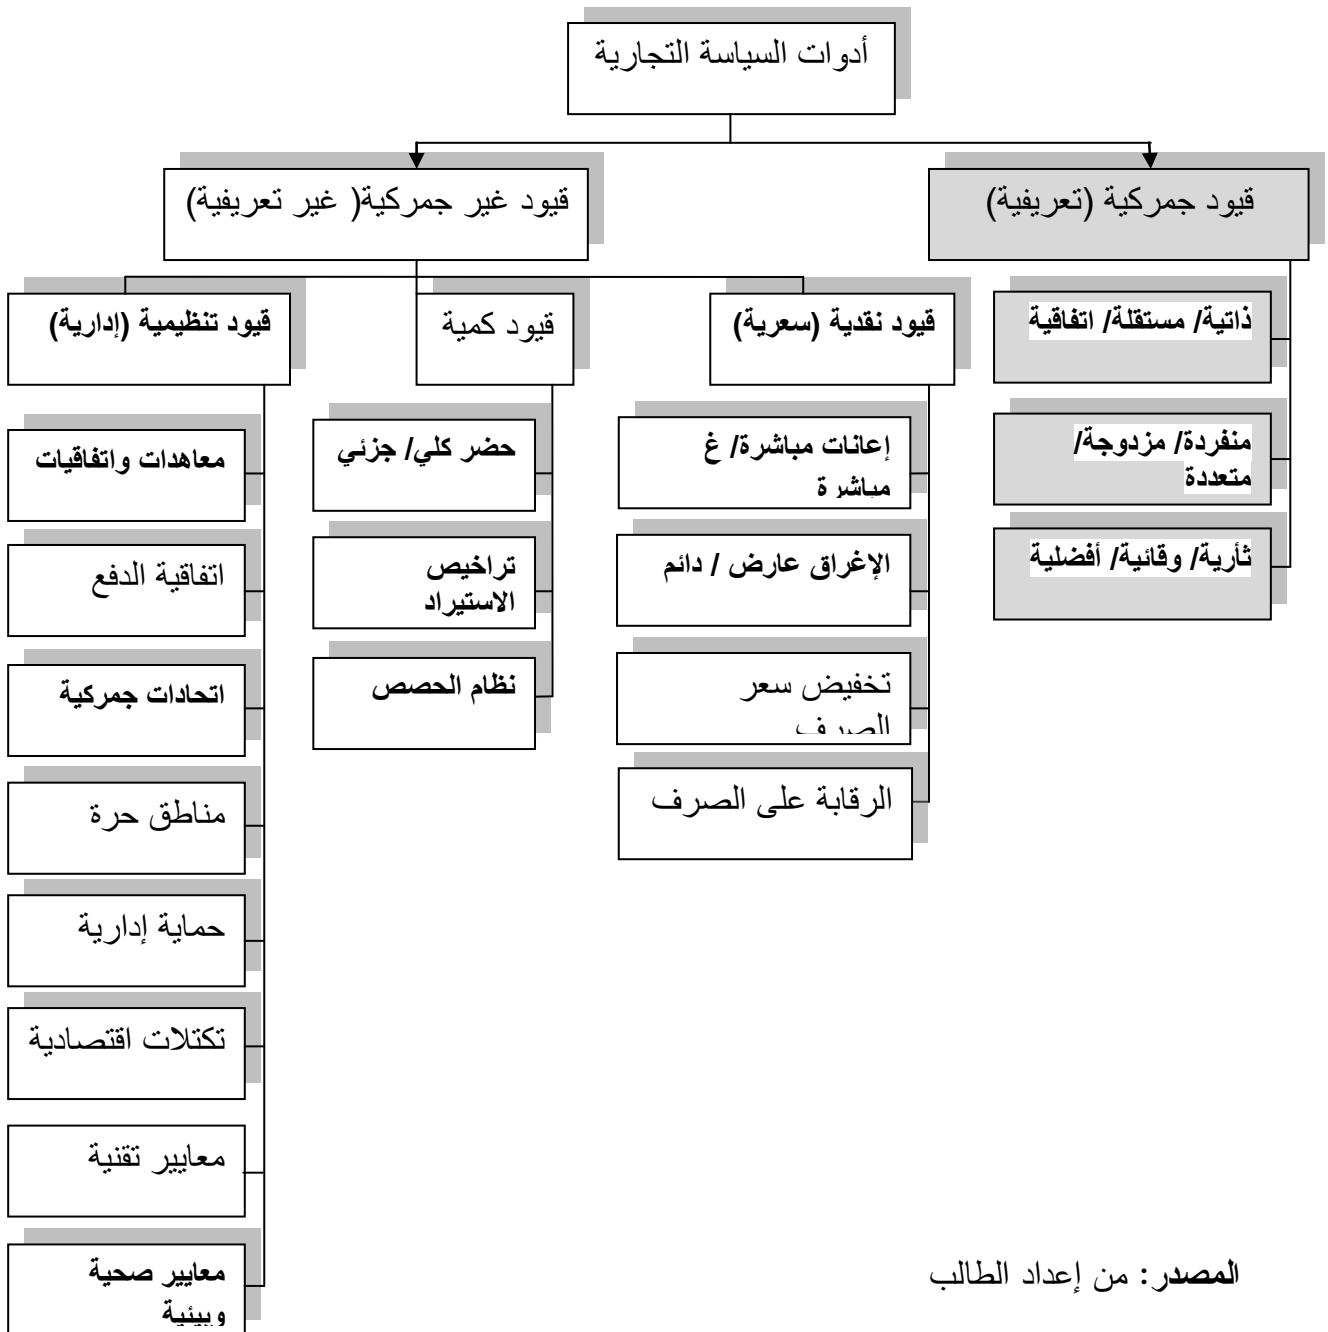 أدوات السياسة التجارية
قيود جمركية (تعريفية)
قيود غير جمركية( غير تعريفية)
ذاتية/ مستقلة/ اتفاقية
منفردة/ مزدوجة/
متعددة
ثأرية/ وقائية/ أفضلية
قيود نقدية (سعرية)
إعانات مباشرة/ غ
مباشرة
الإغراق عارض / دائم
تخفيض سعر
الصرف
الرقابة على الصرف
قيود كمية
حضر كلي/ جزئي
تراخيص
الاستيراد
نظام الحصص
قيود تنظيمية (إدارية)
معاهدات واتفاقيات
اتفاقية الدفع
اتحادات جمركية
مناطق حرة
حماية إدارية
تكتلات اقتصادية
معايير تقنية
معايير صحية
وبيئية
المصدر: من إعداد الطالب